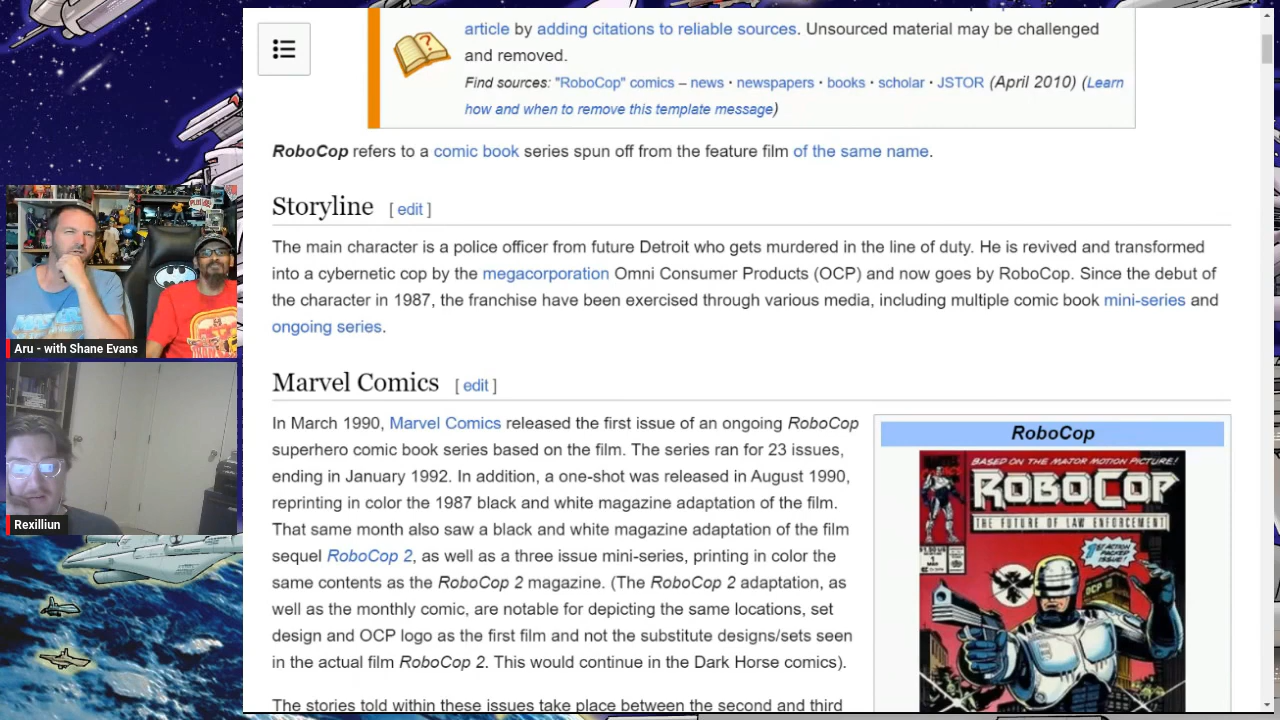 article by adding citations to reliable sources. Unsourced material may be challenged
and removed.
Find sources: "RoboCop" comics – news · newspapers · books · scholar · JSTOR (April 2010) (Learn
how and when to remove this template message)
RoboCop refers to a comic book series spun off from the feature film of the same name.
Storyline [ edit ]
The main character is a police officer from future Detroit who gets murdered in the line of duty. He is revived and transformed
into a cybernetic cop by the megacorporation Omni Consumer Products (OCP) and now goes by RoboCop. Since the debut of
the character in 1987, the franchise have been exercised through various media, including multiple comic book mini-series and
ongoing series.
Marvel Comics [ edit ]
In March 1990, Marvel Comics released the first issue of an ongoing RoboCop
superhero comic book series based on the film. The series ran for 23 issues,
ending in January 1992. In addition, a one-shot was released in August 1990,
reprinting in color the 1987 black and white magazine adaptation of the film.
That same month also saw a black and white magazine adaptation of the film
sequel RoboCop 2, as well as a three issue mini-series, printing in color the
same contents as the RoboCop 2 magazine. (The RoboCop 2 adaptation, as
well as the monthly comic, are notable for depicting the same locations, set
design and OCP logo as the first film and not the substitute designs/sets seen
in the actual film RoboCop 2. This would continue in the Dark Horse comics).
The stories told within these issues take place between the second and third
RoboCop
BASED ON THE MAJOR MOTION PICTURE!
ROBOCOP
THE FUTURE OF LAW ENFORCEMENT
Aru - with Shane Evans
Rexilliun